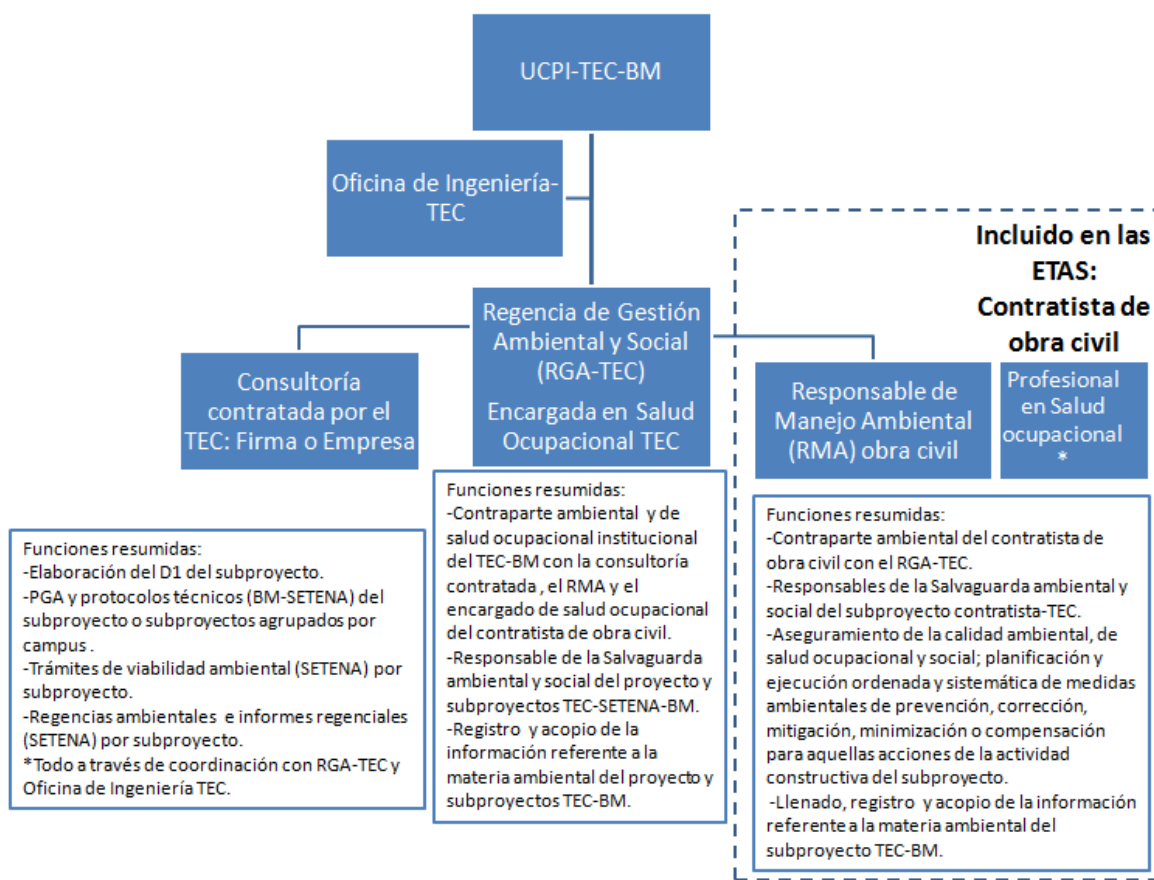 UCPI-TEC-BM
Oficina de Ingeniería-
TEC
Incluido en las
ETAS:
Contratista de
obra civil
Regencia de Gestión
Ambiental y Social
(RGA-TEC)
Encargada en Salud
Ocupacional TEC
Consultoría
contratada por el
TEC: Firma o Empresa
Responsable de
Manejo Ambiental
(RMA) obra civil
Profesional
en Salud
ocupacional
*
Funciones resumidas:
-Elaboración del D1 del subproyecto.
-PGA y protocolos técnicos (BM-SETENA) del
subproyecto o subproyectos agrupados por
campus .
-Trámites de viabilidad ambiental (SETENA) por
subproyecto.
-Regencias ambientales e informes regenciales
(SETENA) por subproyecto.
*Todo a través de coordinación con RGA-TEC y
Oficina de Ingeniería TEC.
Funciones resumidas:
-Contraparte ambiental y de
salud ocupacional institucional
del TEC-BM con la consultoría
contratada , el RMA y el
encargado de salud ocupacional
del contratista de obra civil.
-Responsable de la Salvaguarda
ambiental y social del proyecto y
subproyectos TEC-SETENA-BM.
-Registro y acopio de la
información referente a la
materia ambiental del proyecto y
subproyectos TEC-BM.
Funciones resumidas:
-Contraparte ambiental del contratista de
obra civil con el RGA-TEC.
-Responsables de la Salvaguarda ambiental y
social del subproyecto contratista-TEC.
-Aseguramiento de la calidad ambiental, de
salud ocupacional y social; planificación y
ejecución ordenada y sistemática de medidas
ambientales de prevención, corrección,
mitigación, minimización o compensación
para aquellas acciones de la actividad
constructiva del subproyecto.
-Llenado, registro y acopio de la información
referente a la materia ambiental del
subproyecto TEC-BM.